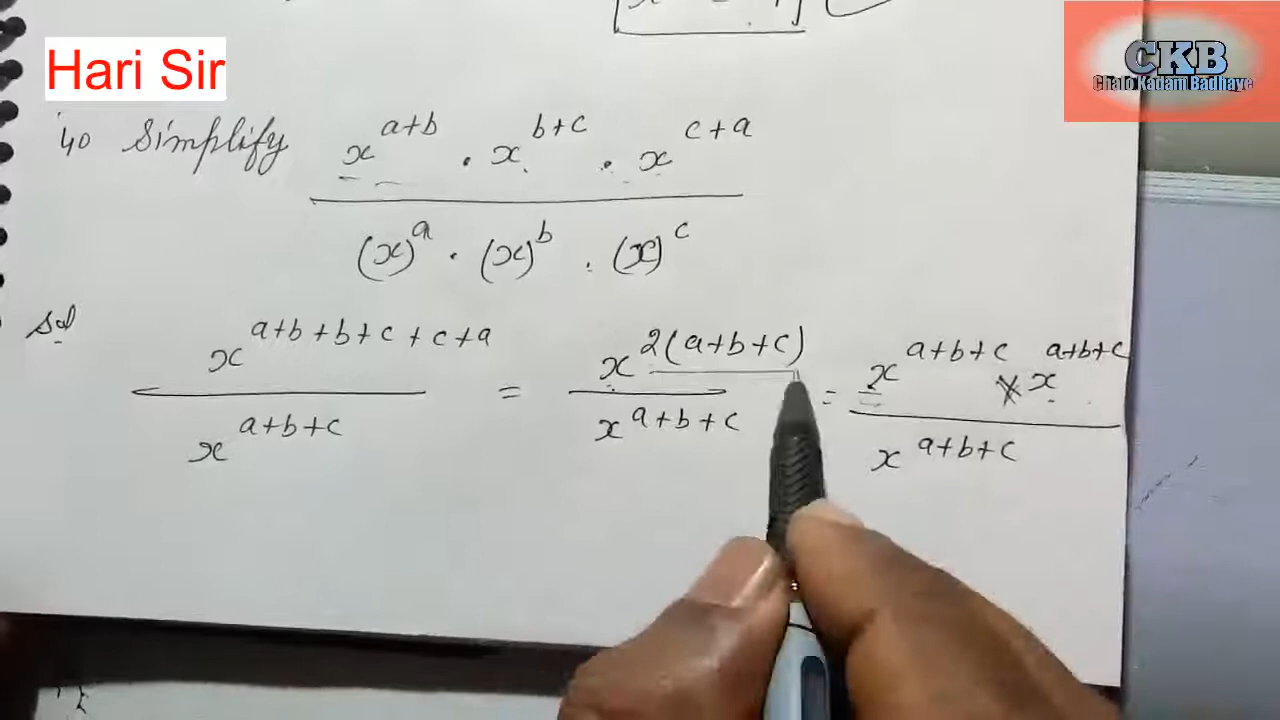 Hari Sir
CKB
Chalo Kadam Badhaye
40 Simplify x^{a+b} . x^{b+c} . x^{c+a}
(x)^a . (x)^b . (x)^c
Sol x^{a+b+b+c+c+a} = x^{2(a+b+c)} = x^{a+b+c} × x^{a+b+c}
x^{a+b+c} x^{a+b+c} x^{a+b+c}